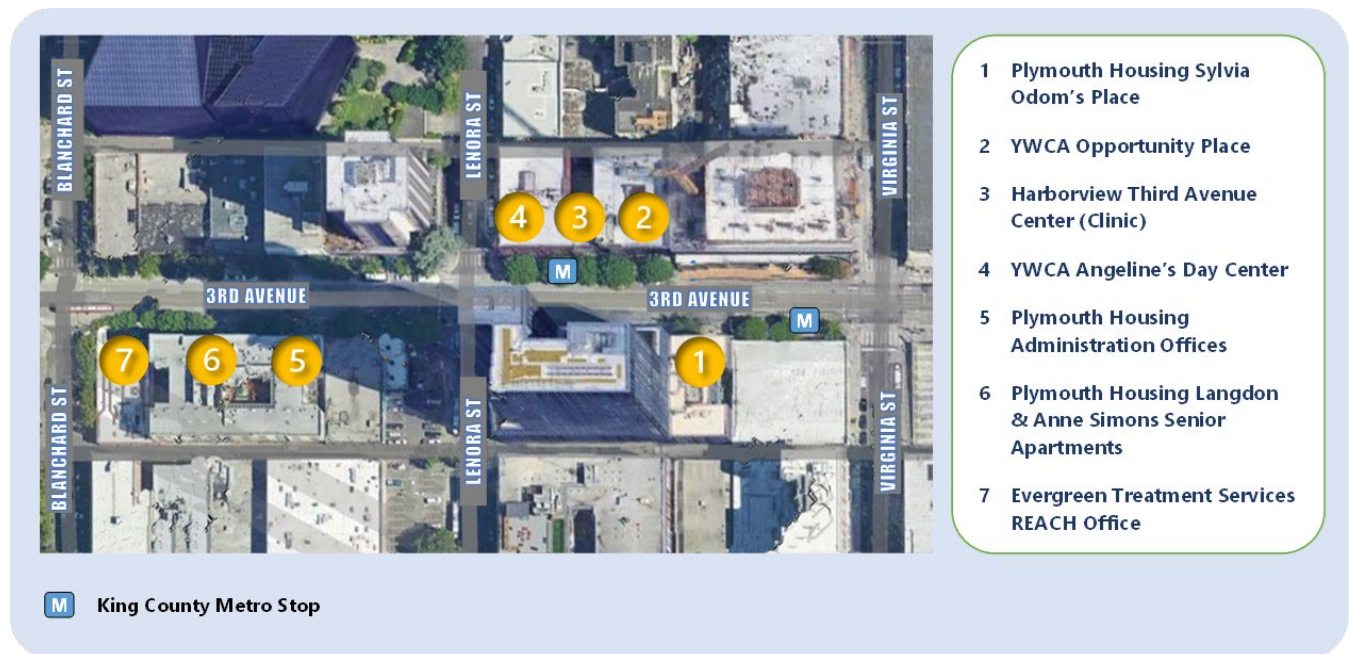 BLANCHARD ST
LENORA ST
VIRGINIA ST
4
3
2
M
3RD AVENUE
3RD AVENUE
M
7
6
5
1
BLANCHARD ST
LENORA ST
VIRGINIA ST
1 Plymouth Housing Sylvia
Odom's Place
2 YWCA Opportunity Place
3 Harborview Third Avenue
Center (Clinic)
4 YWCA Angeline's Day Center
5 Plymouth Housing
Administration Offices
6 Plymouth Housing Langdon
& Anne Simons Senior
Apartments
7 Evergreen Treatment Services
REACH Office
M King County Metro Stop